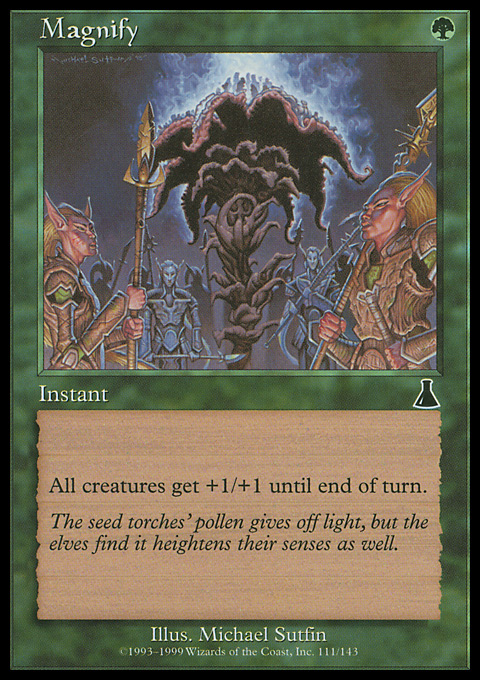 Magnify
Michael Sutfin
Instant
All creatures get +1/+1 until end of turn.
The seed torches' pollen gives off light, but the
elves find it heightens their senses as well.
Illus. Michael Sutfin
©1993–1999 Wizards of the Coast, Inc. 111/143